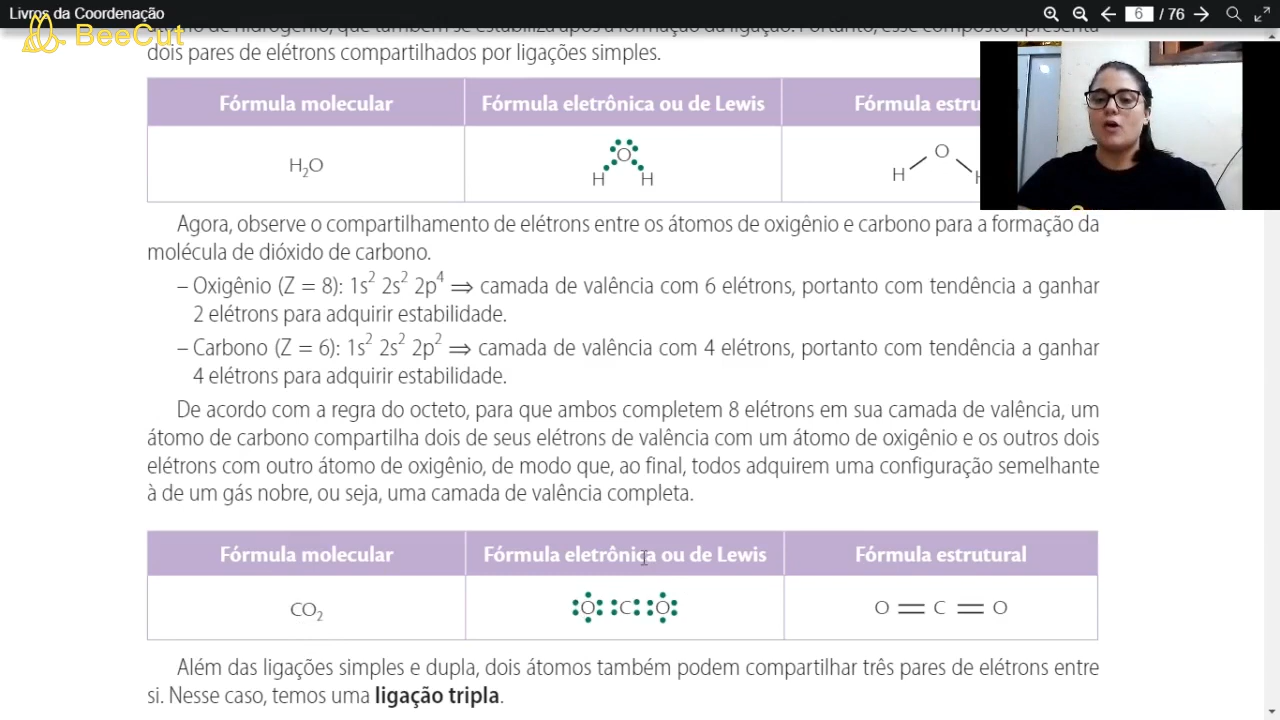 Livros da Coordenação
6 / 76
BeeCut
dois pares de elétrons compartilhados por ligações simples.
Fórmula molecular
Fórmula eletrônica ou de Lewis
Fórmula estru
H₂O
O
H H
O
H H
Agora, observe o compartilhamento de elétrons entre os átomos de oxigênio e carbono para a formação da
molécula de dióxido de carbono.
– Oxigênio (Z = 8): 1s² 2s² 2p⁴ ⟹ camada de valência com 6 elétrons, portanto com tendência a ganhar
2 elétrons para adquirir estabilidade.
– Carbono (Z = 6): 1s² 2s² 2p² ⟹ camada de valência com 4 elétrons, portanto com tendência a ganhar
4 elétrons para adquirir estabilidade.
De acordo com a regra do octeto, para que ambos completem 8 elétrons em sua camada de valência, um
átomo de carbono compartilha dois de seus elétrons de valência com um átomo de oxigênio e os outros dois
elétrons com outro átomo de oxigênio, de modo que, ao final, todos adquirem uma configuração semelhante
à de um gás nobre, ou seja, uma camada de valência completa.
Fórmula molecular
Fórmula eletrônica ou de Lewis
Fórmula estrutural
CO₂
O C O
O = C = O
Além das ligações simples e dupla, dois átomos também podem compartilhar três pares de elétrons entre
si. Nesse caso, temos uma ligação tripla.